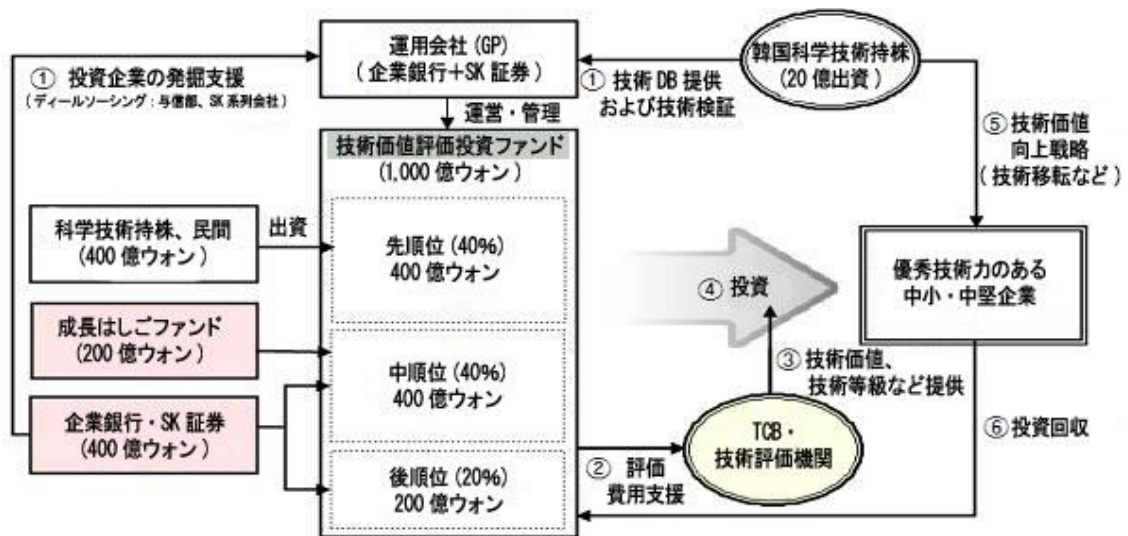 運用会社 (GP)
( 企業銀行+SK 証券 )
韓国科学技術持株
(20 億出資 )
① 投資企業の発掘支援
( ディールソーシング : 与信部、SK 系列会社 )
① 技術 DB 提供
および技術検証
運営・管理
技術価値評価投資ファンド
(1,000 億ウォン )
⑤ 技術価値
向上戦略
( 技術移転など )
科学技術持株、民間
(400 億ウォン )
出資
先順位 (40%)
400 億ウォン
④ 投資
優秀技術力のある
中小・中堅企業
成長はしごファンド
(200 億ウォン )
中順位 (40%)
400 億ウォン
③ 技術価値、
技術等級など提供
企業銀行・SK 証券
(400 億ウォン )
TCB・
技術評価機関
⑥ 投資回収
後順位 (20%)
200 億ウォン
② 評価
費用支援